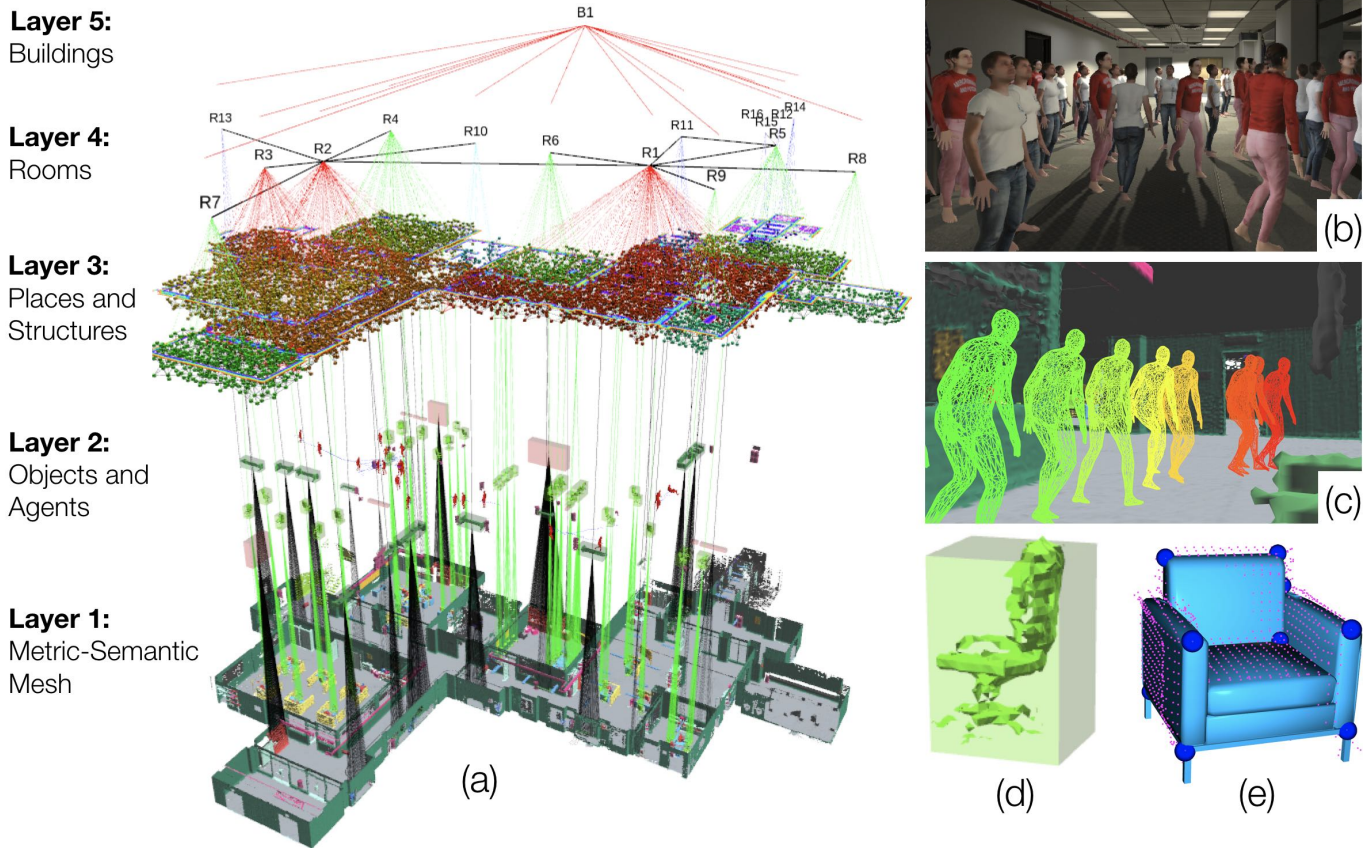 Layer 5:
Buildings
B1
Layer 4:
Rooms
R13
R4
R10
R3
R2
R7
R6
R11
R1
R9
R16
R12
R14
R15
R5
R8
Layer 3:
Places and
Structures
Layer 2:
Objects and
Agents
Layer 1:
Metric-Semantic
Mesh
(a)
(b)
(c)
(d)
(e)